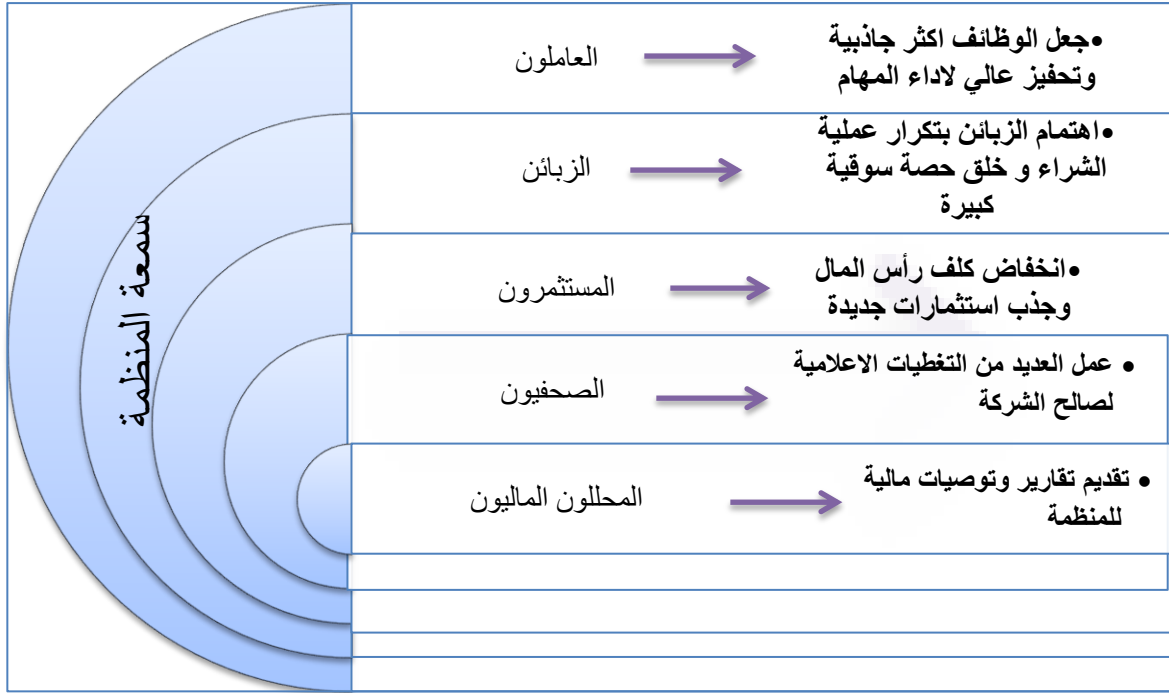 سمعة المنظمة
العاملون
•جعل الوظائف اكثر جاذبية
وتحفيز عالي لاداء المهام
الزبائن
•اهتمام الزبائن بتكرار عملية
الشراء و خلق حصة سوقية
كبيرة
المستثمرون
•انخفاض كلف رأس المال
وجذب استثمارات جديدة
الصحفيون
• عمل العديد من التغطيات الاعلامية
لصالح الشركة
المحللون الماليون
• تقديم تقارير وتوصيات مالية
للمنظمة